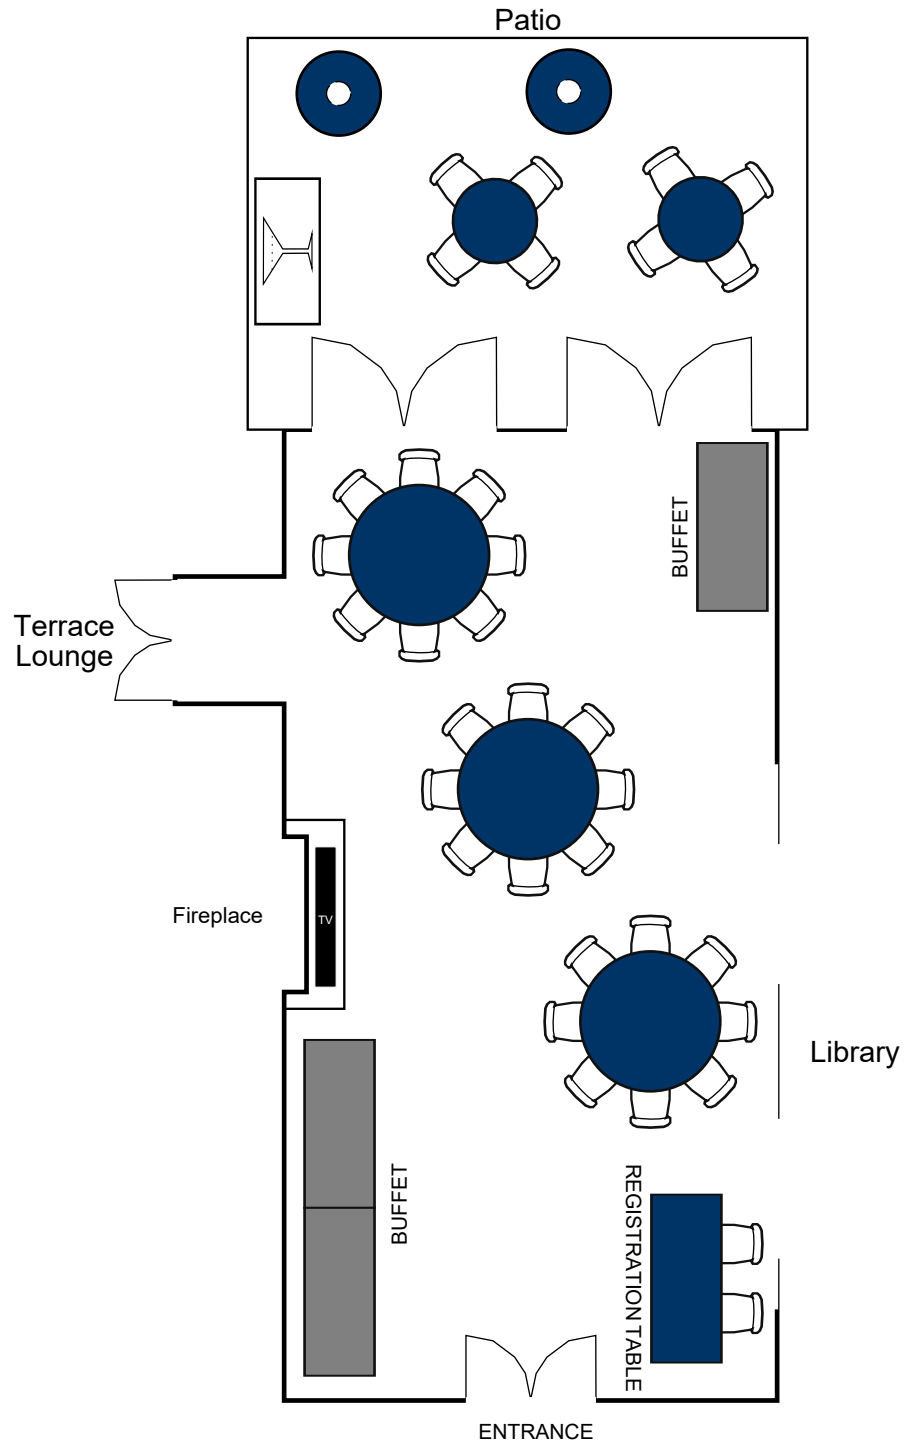 Patio
BUFFET
Terrace
Lounge
Fireplace
TV
Library
BUFFET
REGISTRATION TABLE
ENTRANCE